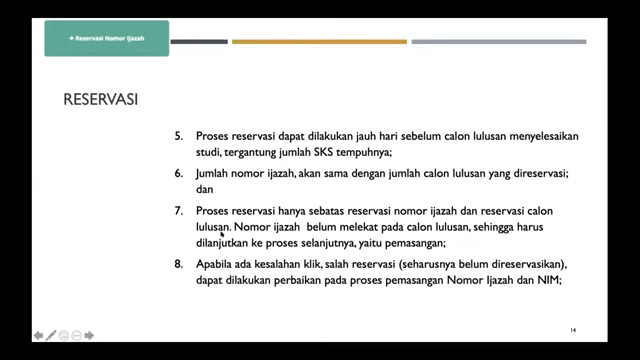 + Reservasi Nomor Ijazah
RESERVASI
5. Proses reservasi dapat dilakukan jauh hari sebelum calon lulusan menyelesaikan
studi, tergantung jumlah SKS tempuhnya;
6. Jumlah nomor ijazah, akan sama dengan jumlah calon lulusan yang direservasi;
dan
7. Proses reservasi hanya sebatas reservasi nomor ijazah dan reservasi calon
lulusan. Nomor ijazah belum melekat pada calon lulusan, sehingga harus
dilanjutkan ke proses selanjutnya, yaitu pemasangan;
8. Apabila ada kesalahan klik, salah reservasi (seharusnya belum direservasikan),
dapat dilakukan perbaikan pada proses pemasangan Nomor Ijazah dan NIM;
14